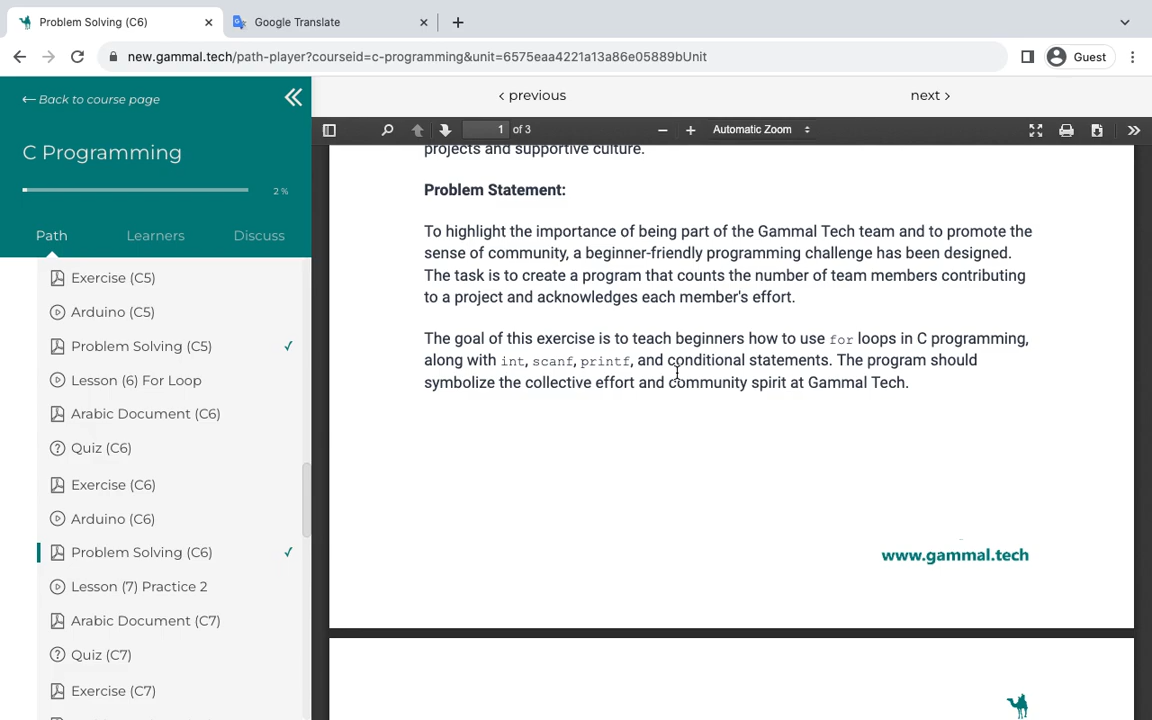 Problem Solving (C6)
Google Translate
new.gammal.tech/path-player?courseid=c-programming&unit=6575eaa4221a13a86e05889bUnit
Guest
Back to course page
C Programming
2 %
Path
Learners
Discuss
Exercise (C5)
Arduino (C5)
Problem Solving (C5)
Lesson (6) For Loop
Arabic Document (C6)
Quiz (C6)
Exercise (C6)
Arduino (C6)
Problem Solving (C6)
Lesson (7) Practice 2
Arabic Document (C7)
Quiz (C7)
Exercise (C7)
‹ previous
next ›
1 of 3
Automatic Zoom
projects and supportive culture.
Problem Statement:
To highlight the importance of being part of the Gammal Tech team and to promote the
sense of community, a beginner-friendly programming challenge has been designed.
The task is to create a program that counts the number of team members contributing
to a project and acknowledges each member's effort.
The goal of this exercise is to teach beginners how to use for loops in C programming,
along with int, scanf, printf, and conditional statements. The program should
symbolize the collective effort and community spirit at Gammal Tech.
www.gammal.tech